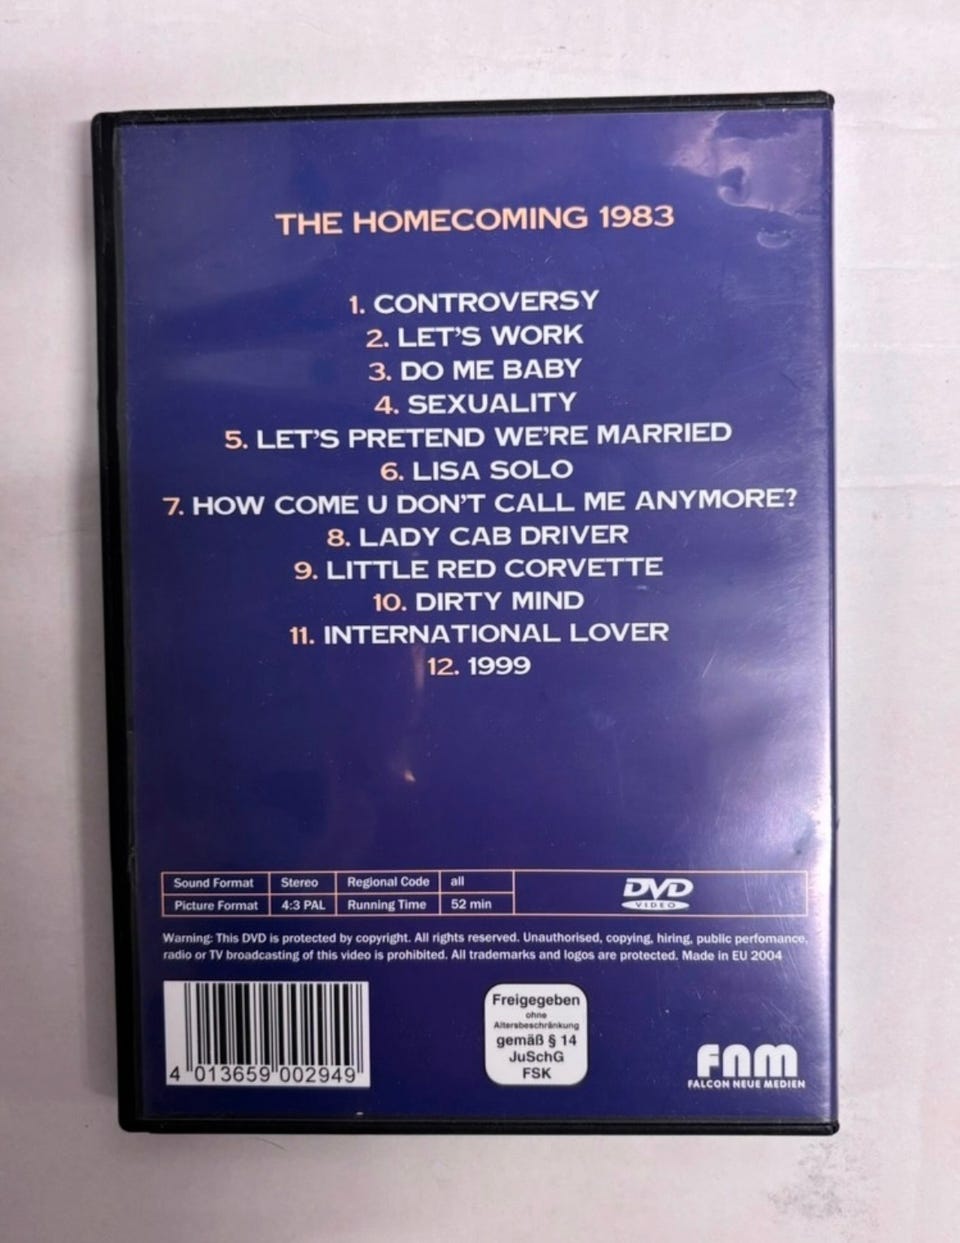 THE HOMECOMING 1983
1. CONTROVERSY
2. LET'S WORK
3. DO ME BABY
4. SEXUALITY
5. LET'S PRETEND WE'RE MARRIED
6. LISA SOLO
7. HOW COME U DON'T CALL ME ANYMORE?
8. LADY CAB DRIVER
9. LITTLE RED CORVETTE
10. DIRTY MIND
11. INTERNATIONAL LOVER
12. 1999
Sound Format Stereo Regional Code all
Picture Format 4:3 PAL Running Time 52 min
DVD
VIDEO
Warning: This DVD is protected by copyright. All rights reserved. Unauthorised, copying, hiring, public perfomance,
radio or TV broadcasting of this video is prohibited. All trademarks and logos are protected. Made in EU 2004
4 013659 002949
Freigegeben
ohne
Altersbeschränkung
gemäß § 14
JuSchG
FSK
FNM
FALCON NEUE MEDIEN